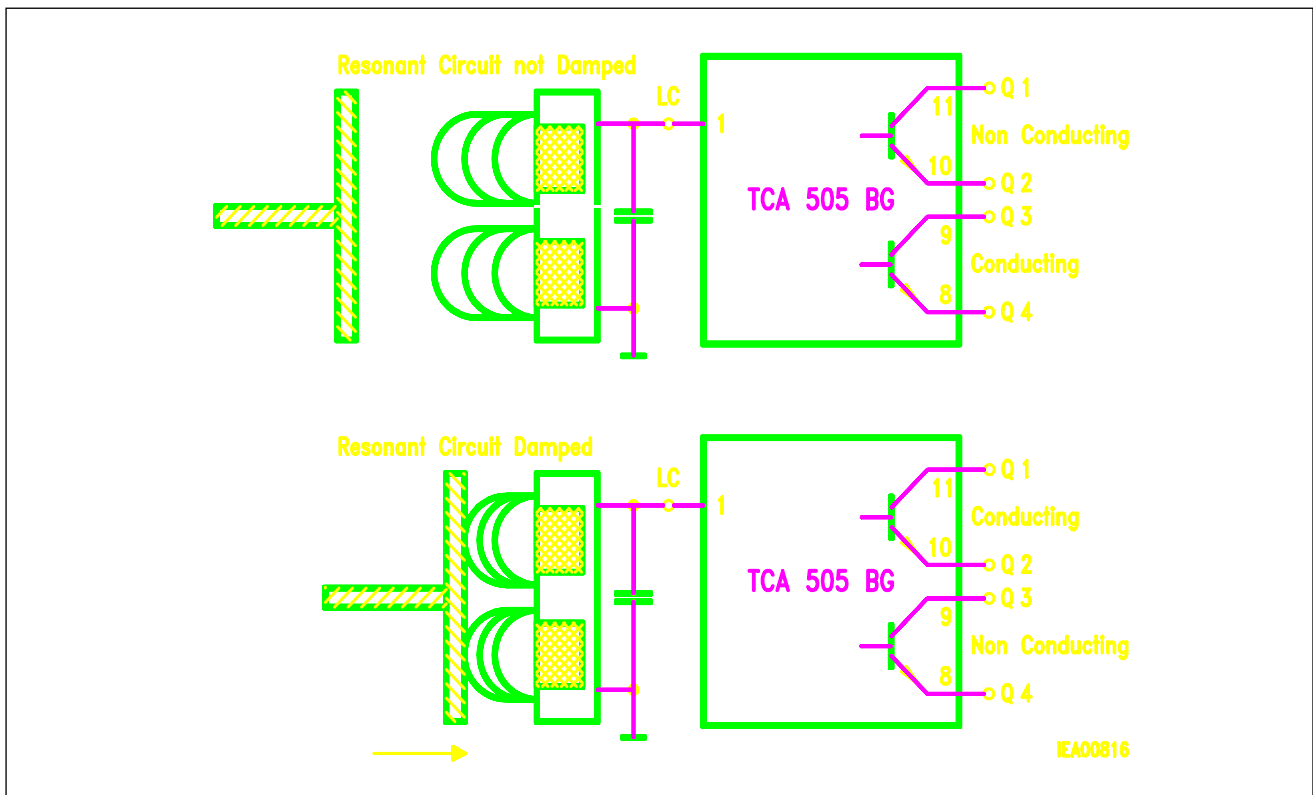 Resonant Circuit not Damped
LC
1
TCA 505 BG
11
Q 1
Non Conducting
10
Q 2
Q 3
9
Conducting
8
Q 4
Resonant Circuit Damped
LC
1
TCA 505 BG
11
Q 1
Conducting
10
Q 2
Q 3
9
Non Conducting
8
Q 4
IEA00816